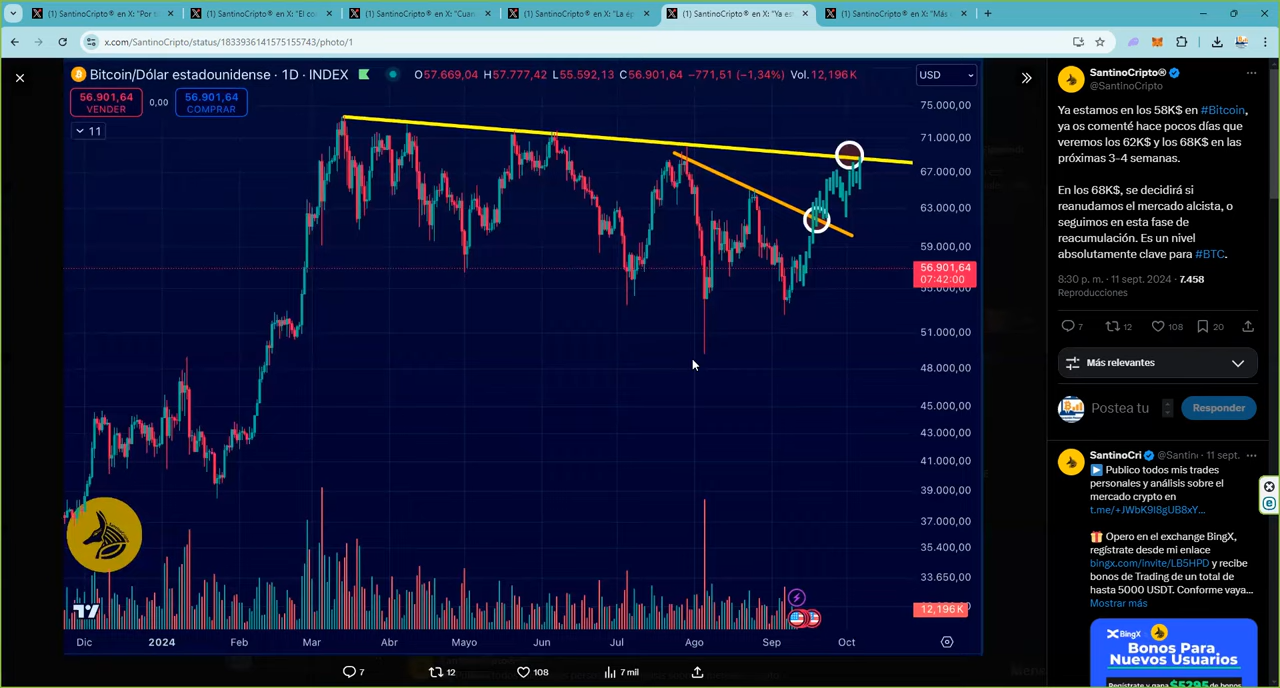 (1) SantinoCripto® en X: "Por t
(1) SantinoCripto® en X: "El co
(1) SantinoCripto® en X: "Cuan
(1) SantinoCripto® en X: "La ép
(1) SantinoCripto® en X: "Ya es
(1) SantinoCripto® en X: "Más
x.com/SantinoCripto/status/1833936141575155743/photo/1
Bitcoin/Dólar estadounidense · 1D · INDEX
O57.669,04 H57.777,42 L55.592,13 C56.901,64 −771,51 (−1,34%) Vol. 12,196 K
USD
56.901,64
VENDER
0,00
56.901,64
COMPRAR
11
75.000,00
71.000,00
67.000,00
63.000,00
59.000,00
56.901,64
07:42:00
55.000,00
51.000,00
48.000,00
45.000,00
43.000,00
41.000,00
39.000,00
37.000,00
35.400,00
33.650,00
12,196 K
Dic
2024
Feb
Mar
Abr
Mayo
Jun
Jul
Ago
Sep
Oct
7
12
108
7 mil
SantinoCripto®
@SantinoCripto
Ya estamos en los 58K$ en #Bitcoin,
ya os comenté hace pocos días que
veremos los 62K$ y los 68K$ en las
próximas 3-4 semanas.
En los 68K$, se decidirá si
reanudamos el mercado alcista, o
seguimos en esta fase de
reacumulación. Es un nivel
absolutamente clave para #BTC.
8:30 p. m. · 11 sept. 2024 · 7.458
Reproducciones
7
12
108
20
Más relevantes
Postea tu
Responder
SantinoCri @Santin · 11 sept.
Publico todos mis trades
personales y análisis sobre el
mercado crypto en
t.me/+JWbK9I8gUB8xY...
Opero en el exchange BingX,
regístrate desde mi enlace
bingx.com/invite/LB5HPD y recibe
bonos de Trading de un total de
hasta 5000 USDT. Conforme vaya...
Mostrar más
BingX
Bonos Para
Nuevos Usuarios